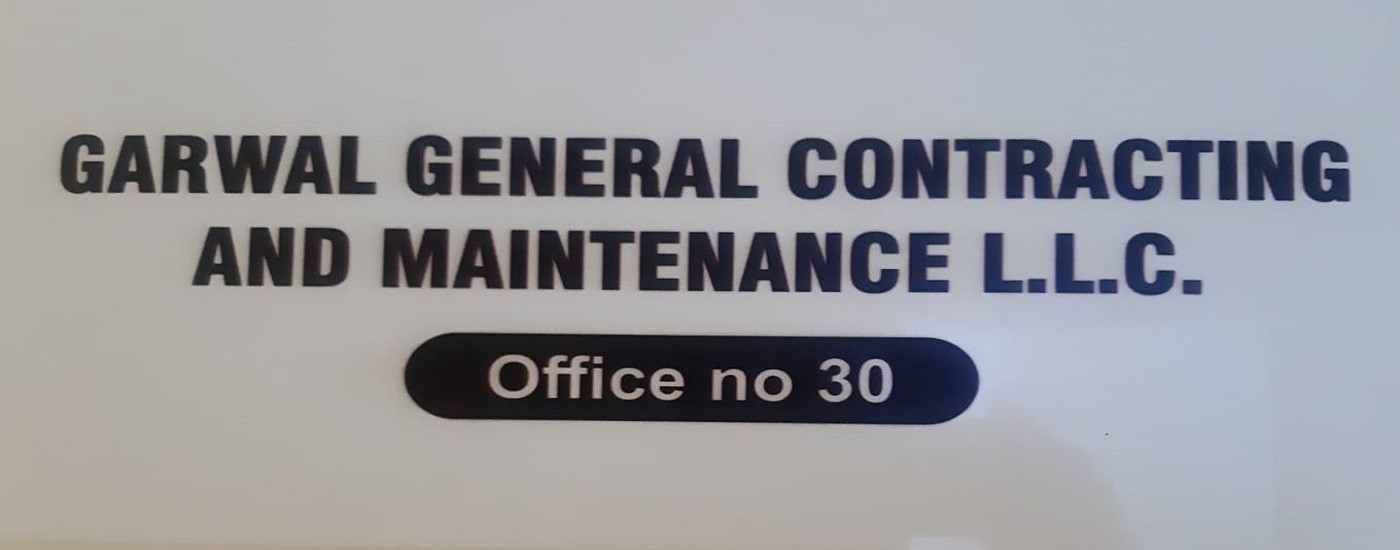 GARWAL GENERAL CONTRACTING
AND MAINTENANCE L.L.C.
Office no 30